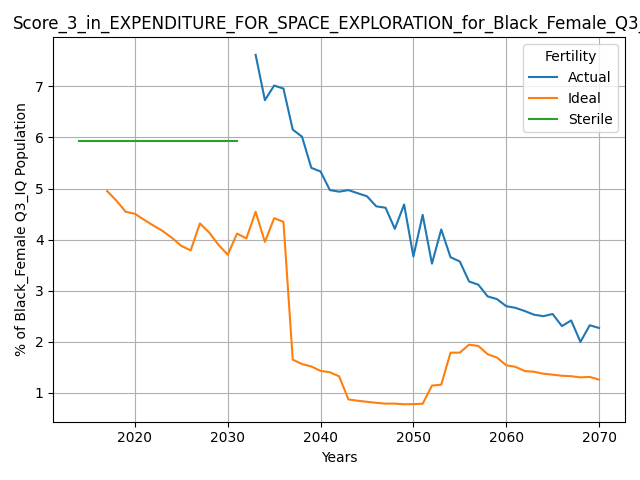 Score_3_in_EXPENDITURE_FOR_SPACE_EXPLORATION_for_Black_Female_Q3_
Fertility
Actual
Ideal
Sterile
% of Black_Female Q3_IQ Population
7
6
5
4
3
2
1
2020 2030 2040 2050 2060 2070
Years